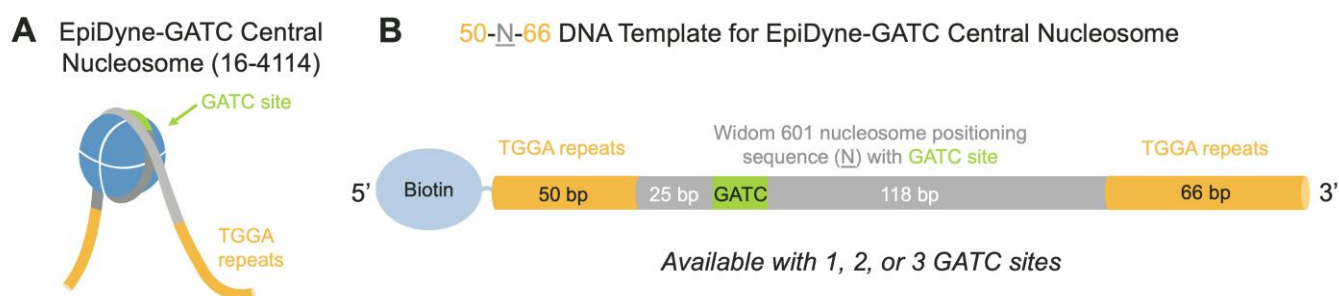 A EpiDyne-GATC Central
Nucleosome (16-4114)
GATC site
TGGA
repeats
B 50-N-66 DNA Template for EpiDyne-GATC Central Nucleosome
Widom 601 nucleosome positioning
sequence (N) with GATC site
TGGA repeats
TGGA repeats
5’ Biotin 50 bp 25 bp GATC 118 bp 66 bp 3’
Available with 1, 2, or 3 GATC sites